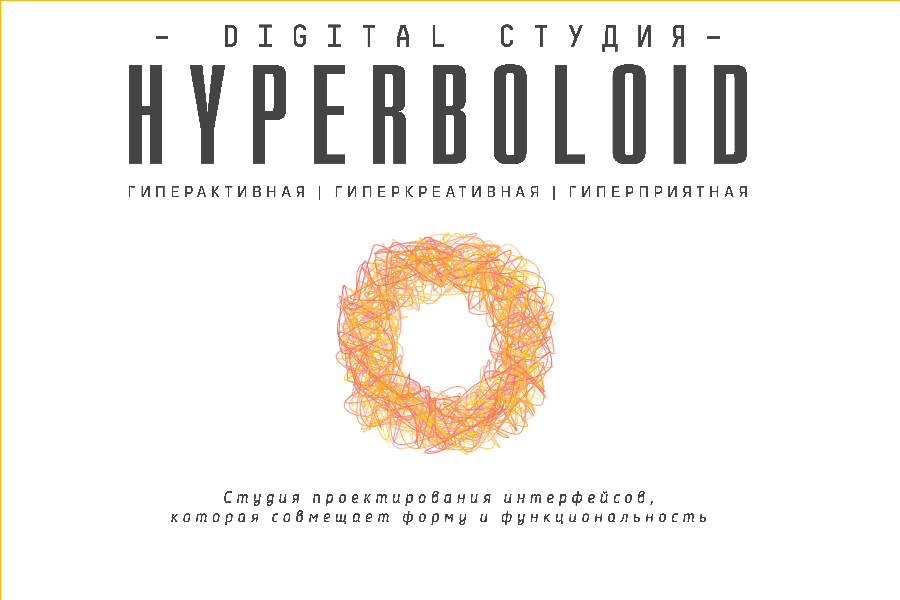 – DIGITAL СТУДИЯ –
HYPERBOLOID
ГИПЕРАКТИВНАЯ | ГИПЕРКРЕАТИВНАЯ | ГИПЕРПРИЯТНАЯ
Студия проектирования интерфейсов,
которая совмещает форму и функциональность